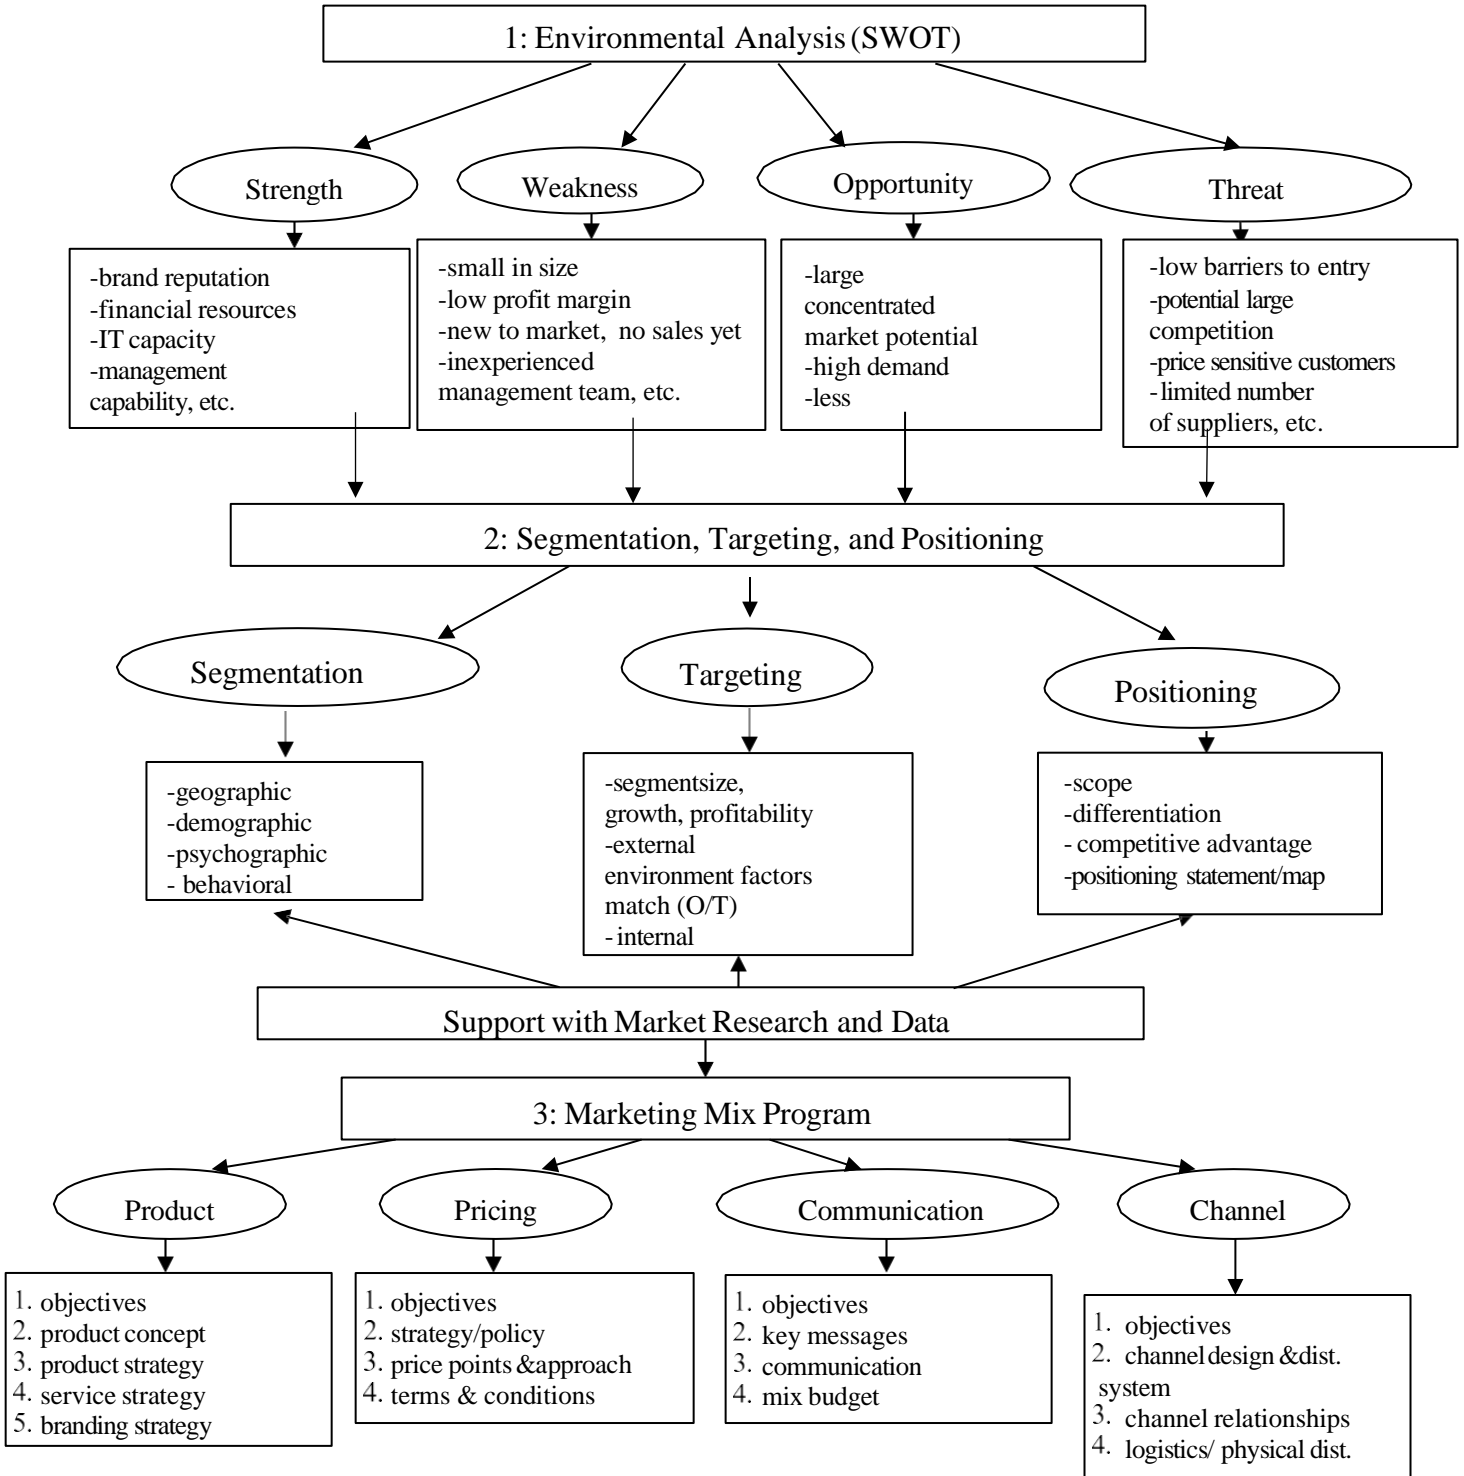 1: Environmental Analysis (SWOT)
Strength
Weakness
Opportunity
Threat
-brand reputation
-financial resources
-IT capacity
-management
capability, etc.
-small in size
-low profit margin
-new to market, no sales yet
-inexperienced
management team, etc.
-large
concentrated
market potential
-high demand
-less
-low barriers to entry
-potential large
competition
-price sensitive customers
-limited number
of suppliers, etc.
2: Segmentation, Targeting, and Positioning
Segmentation
Targeting
Positioning
-geographic
-demographic
-psychographic
- behavioral
-segmentsize,
growth, profitability
-external
environment factors
match (O/T)
- internal
-scope
-differentiation
- competitive advantage
-positioning statement/map
Support with Market Research and Data
3: Marketing Mix Program
Product
Pricing
Communication
Channel
1. objectives
2. product concept
3. product strategy
4. service strategy
5. branding strategy
1. objectives
2. strategy/policy
3. price points &approach
4. terms & conditions
1. objectives
2. key messages
3. communication
4. mix budget
1. objectives
2. channel design &dist.
system
3. channel relationships
4. logistics/ physical dist.